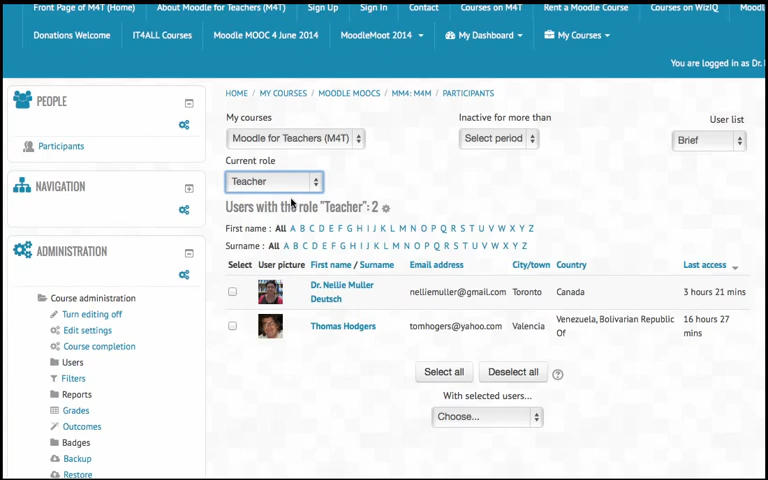 Front Page of M4T (Home) About Moodle for Teachers (M4T) Sign Up Sign In Contact Courses on M4T Rent a Moodle Course Courses on WizIQ Mood
Donations Welcome IT4ALL Courses Moodle MOOC 4 June 2014 MoodleMoot 2014 My Dashboard My Courses
You are logged in as Dr.
PEOPLE
Participants
NAVIGATION
ADMINISTRATION
Course administration
Turn editing off
Edit settings
Course completion
Users
Filters
Reports
Grades
Outcomes
Badges
Backup
Restore
HOME / MY COURSES / MOODLE MOOCS / MM4: M4M / PARTICIPANTS
My courses Inactive for more than User list
Moodle for Teachers (M4T) Select period Brief
Current role
Teacher
Users with the role "Teacher": 2
First name : All A B C D E F G H I J K L M N O P Q R S T U V W X Y Z
Surname : All A B C D E F G H I J K L M N O P Q R S T U V W X Y Z
Select User picture First name / Surname Email address City/town Country Last access
Dr. Nellie Muller Deutsch nelliemuller@gmail.com Toronto Canada 3 hours 21 mins
Thomas Hodgers tomhogers@yahoo.com Valencia Venezuela, Bolivarian Republic Of 16 hours 27 mins
Select all Deselect all
With selected users...
Choose...